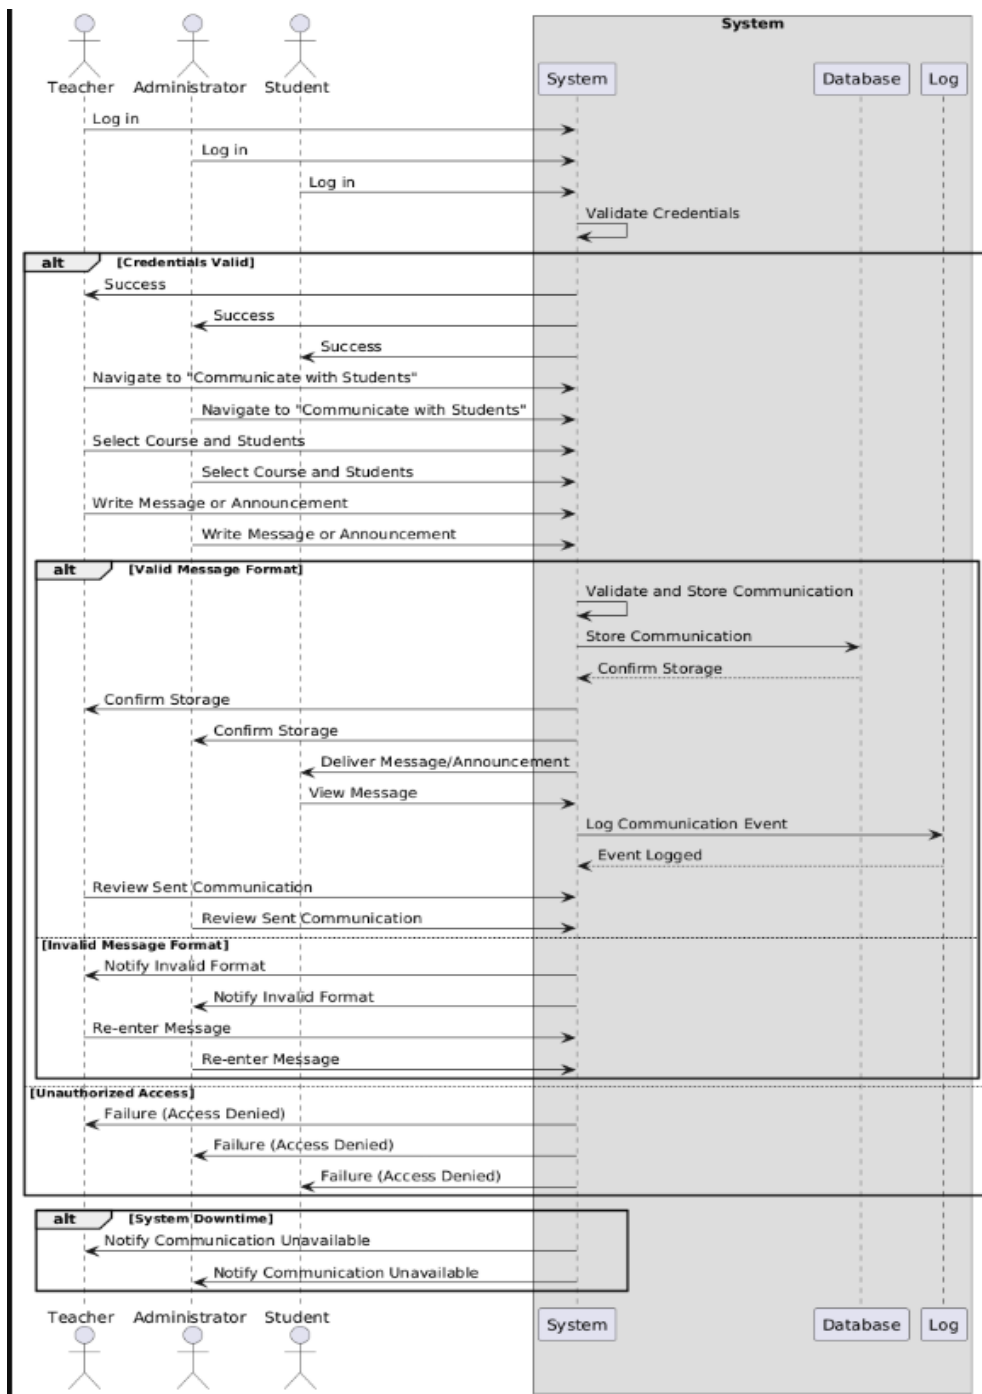 System
Teacher Administrator Student System Database Log
Log in
Log in
Log in
Validate Credentials
alt [Credentials Valid]
Success
Success
Success
Navigate to "Communicate with Students"
Navigate to "Communicate with Students"
Select Course and Students
Select Course and Students
Write Message or Announcement
Write Message or Announcement
alt [Valid Message Format]
Validate and Store Communication
Store Communication
Confirm Storage
Confirm Storage
Confirm Storage
Deliver Message/Announcement
View Message
Log Communication Event
Event Logged
Review Sent Communication
Review Sent Communication
[Invalid Message Format]
Notify Invalid Format
Notify Invalid Format
Re-enter Message
Re-enter Message
[Unauthorized Access]
Failure (Access Denied)
Failure (Access Denied)
Failure (Access Denied)
alt [System Downtime]
Notify Communication Unavailable
Notify Communication Unavailable
Teacher Administrator Student System Database Log